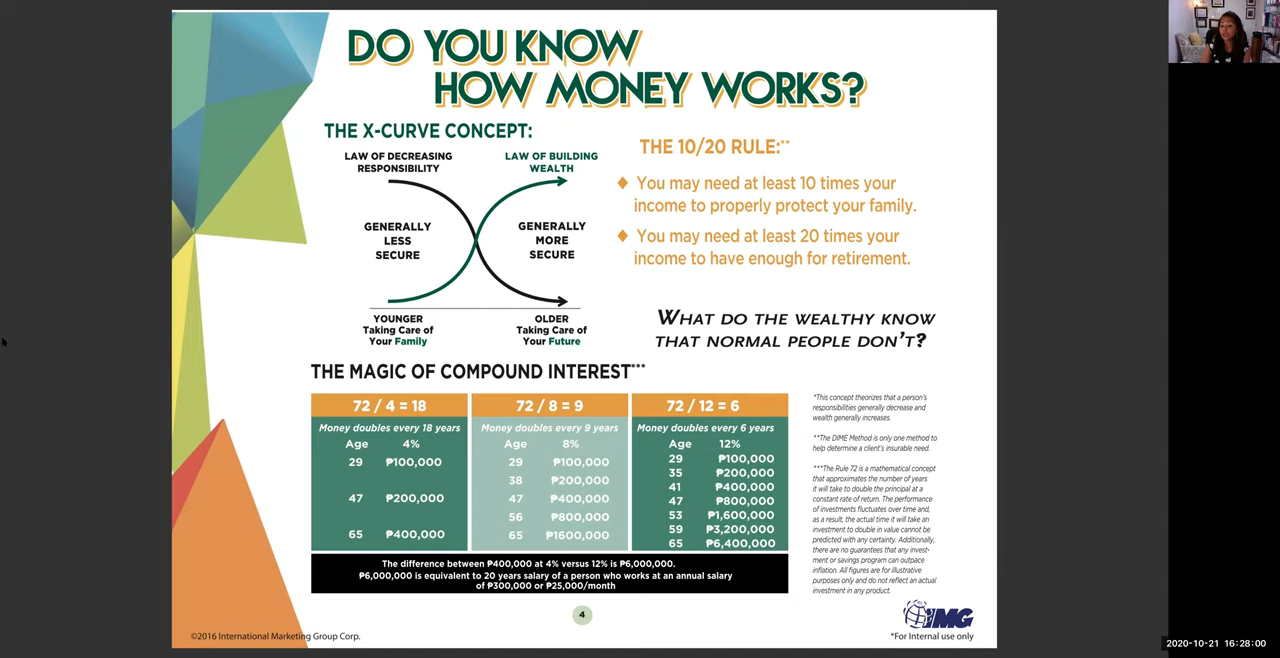 DO YOU KNOW
HOW MONEY WORKS?
THE X-CURVE CONCEPT:
LAW OF DECREASING
RESPONSIBILITY
LAW OF BUILDING
WEALTH
GENERALLY
LESS
SECURE
GENERALLY
MORE
SECURE
YOUNGER
Taking Care of
Your Family
OLDER
Taking Care of
Your Future
THE 10/20 RULE:**
♦ You may need at least 10 times your
income to properly protect your family.
♦ You may need at least 20 times your
income to have enough for retirement.
WHAT DO THE WEALTHY KNOW
THAT NORMAL PEOPLE DON'T?
THE MAGIC OF COMPOUND INTEREST***
72 / 4 = 18
Money doubles every 18 years
Age 4%
29 ₱100,000
47 ₱200,000
65 ₱400,000
72 / 8 = 9
Money doubles every 9 years
Age 8%
29 ₱100,000
38 ₱200,000
47 ₱400,000
56 ₱800,000
65 ₱1600,000
72 / 12 = 6
Money doubles every 6 years
Age 12%
29 ₱100,000
35 ₱200,000
41 ₱400,000
47 ₱800,000
53 ₱1,600,000
59 ₱3,200,000
65 ₱6,400,000
The difference between ₱400,000 at 4% versus 12% is ₱6,000,000.
₱6,000,000 is equivalent to 20 years salary of a person who works at an annual salary
of ₱300,000 or ₱25,000/month
*This concept theorizes that a person's
responsibilities generally decrease and
wealth generally increases.
**The DIME Method is only one method to
help determine a client's insurable need.
***The Rule 72 is a mathematical concept
that approximates the number of years
it will take to double the principal at a
constant rate of return. The performance
of investments fluctuates over time and,
as a result, the actual time it will take an
investment to double in value cannot be
predicted with any certainty. Additionally,
there are no guarantees that any invest-
ment or savings program can outpace
inflation. All figures are for illustrative
purposes only and do not reflect an actual
investment in any product.
4
IMG
©2016 International Marketing Group Corp.
*For Internal use only
2020-10-21 16:28:00